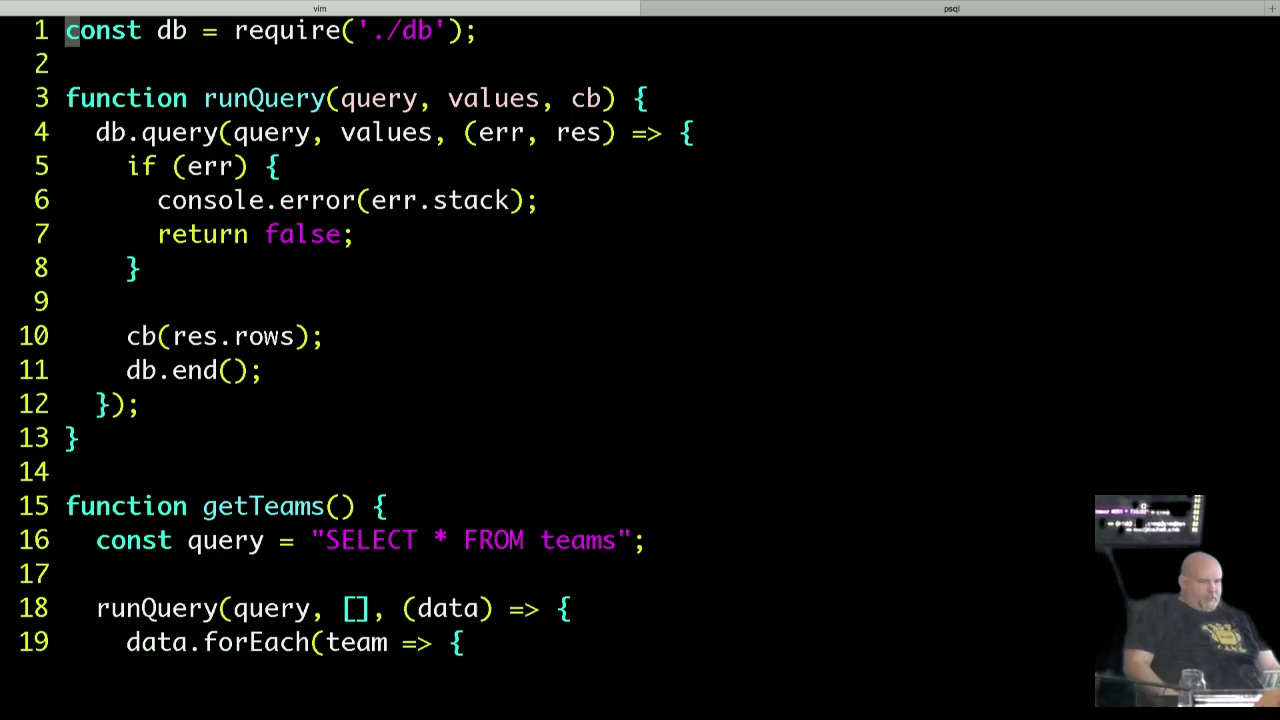 vim
psql
+
1 const db = require('./db');
2
3 function runQuery(query, values, cb) {
4   db.query(query, values, (err, res) => {
5     if (err) {
6       console.error(err.stack);
7       return false;
8     }
9
10     cb(res.rows);
11     db.end();
12   });
13 }
14
15 function getTeams() {
16   const query = "SELECT * FROM teams";
17
18   runQuery(query, [], (data) => {
19     data.forEach(team => {